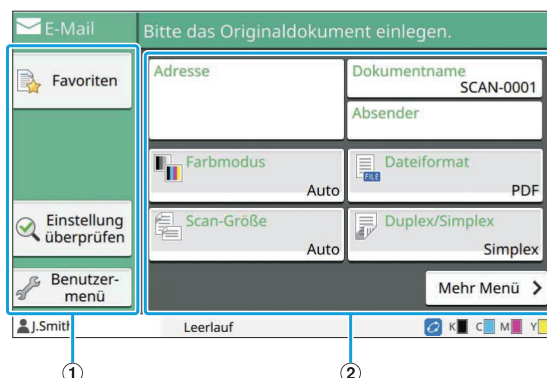 E-Mail
Bitte das Originaldokument einlegen.
Favoriten
Einstellung
überprüfen
Benutzer-
menü
Adresse
Dokumentname
SCAN-0001
Absender
Farbmodus
Auto
FILE
Dateiformat
PDF
Scan-Größe
Auto
Duplex/Simplex
Simplex
Mehr Menü
J.Smith
Leerlauf
K C M Y
1
2